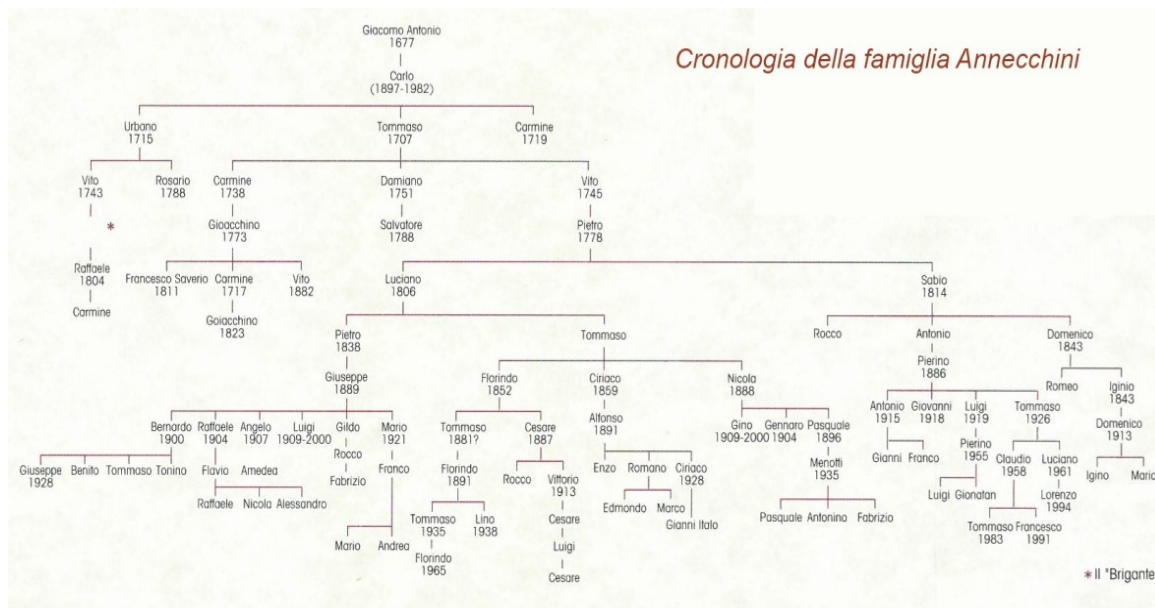 Giacomo Antonio
1677
Cronologia della famiglia Annecchini
Carlo
(1897-1982)
Urbano Tommaso Carmine
1715 1707 1719
Vito Rosario Carmine Damiano Vito
1743 1788 1738 1751 1745
* Gioacchino Salvatore Pietro
1773 1788 1778
Raffaele Francesco Saverio Carmine Vito Luciano Sabio
1804 1811 1717 1882 1806 1814
Carmine Goiacchino
1823
Pietro Tommaso Rocco Antonio Domenico
1838 1843
Giuseppe Florindo Ciriaco Nicola Pierino Romeo Iginio
1889 1852 1859 1888 1886 1843
Bernardo Raffaele Angelo Luigi Gildo Mario Tommaso Cesare Alfonso Gino Gennaro Pasquale Antonio Giovanni Luigi Tommaso Domenico
1900 1904 1907 1909-2000 1921 1881? 1887 1891 1909-2000 1904 1896 1915 1918 1919 1926 1913
Giuseppe Benito Tommaso Tonino Flavio Amedea Rocco Franco Florindo Rocco Vittorio Enzo Romano Ciriaco Menotti Gianni Franco Pierino Claudio Luciano Igino Mario
1928 1891 1913 1928 1935 1955 1958 1961
Raffaele Nicola Alessandro Fabrizio Mario Andrea Tommaso Lino Cesare Edmondo Marco Gianni Italo Pasquale Antonino Fabrizio Luigi Gionatan Tommaso Francesco Lorenzo
1935 1938 1983 1991 1994
Florindo Luigi
1965
Cesare
* Il "Brigante